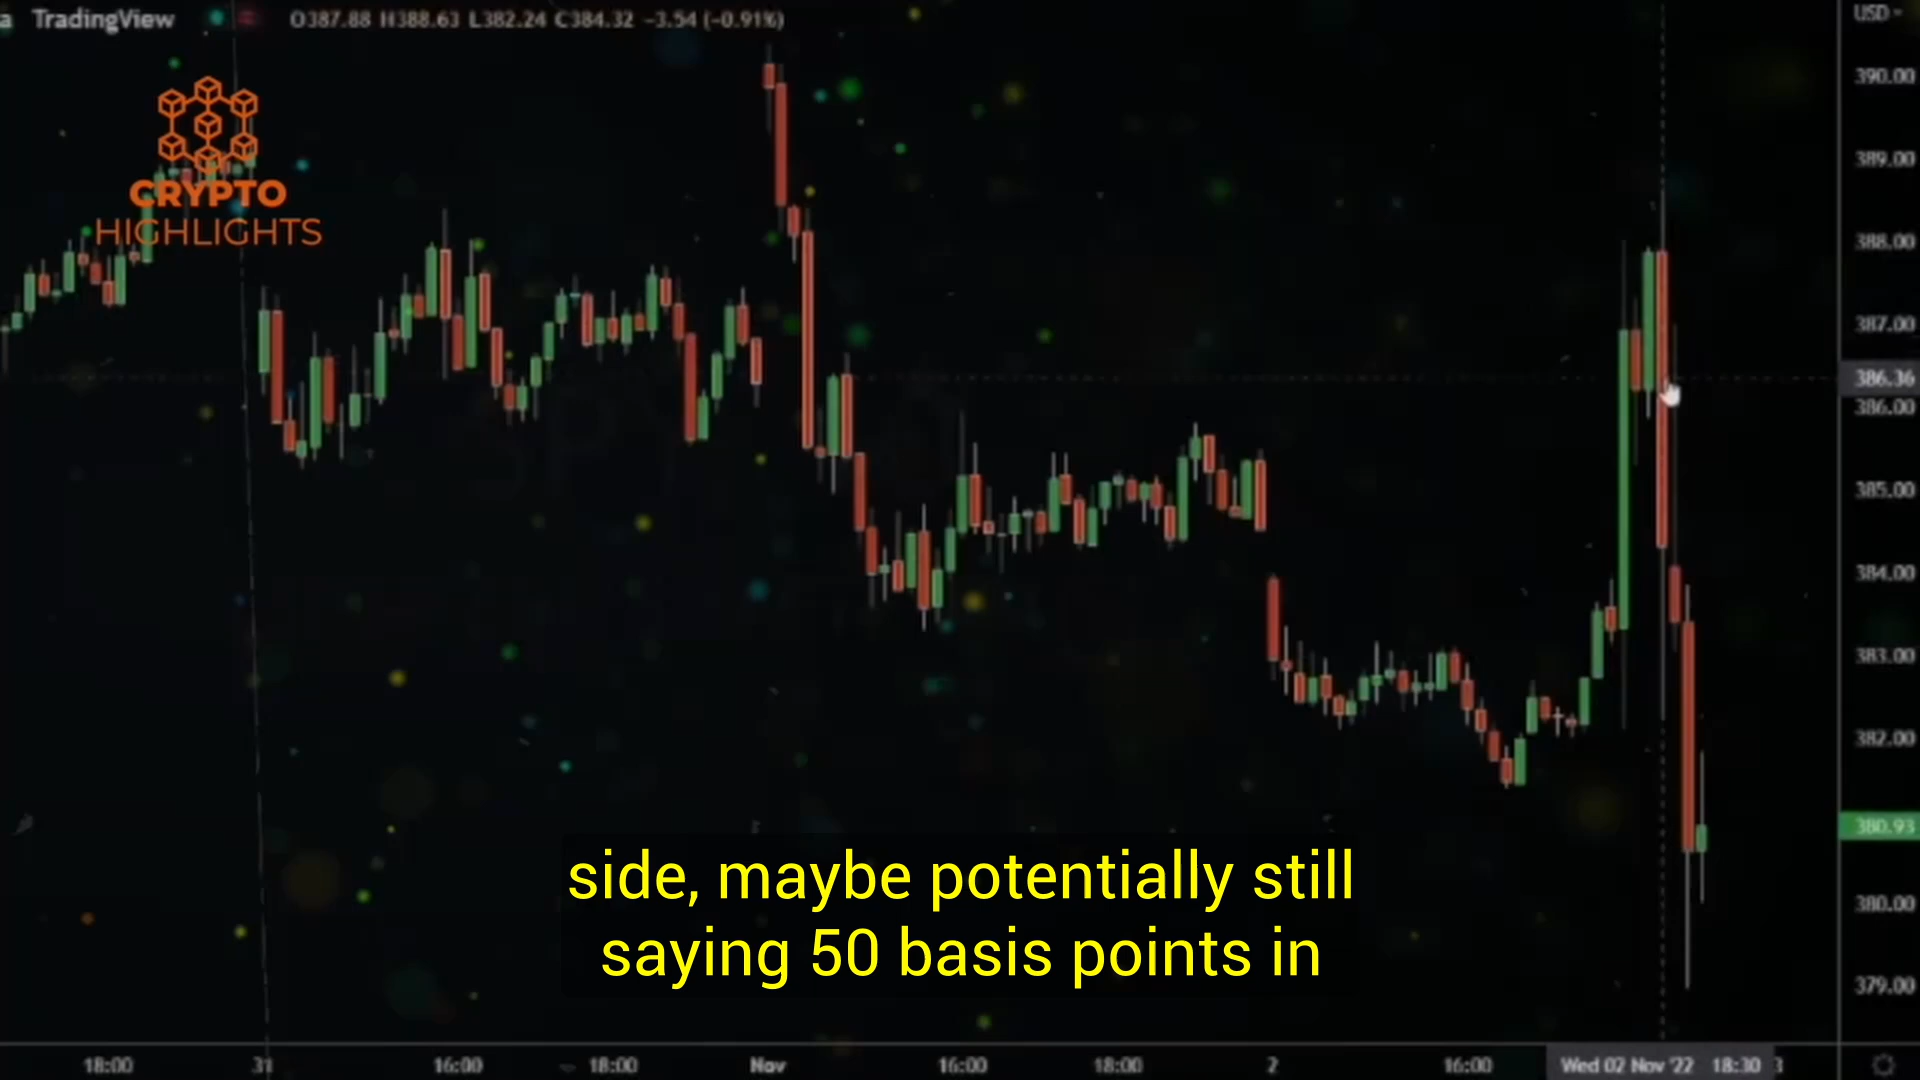 a TradingView O387.88 H388.63 L382.24 C384.32 −3.54 (−0.91%)
USD
390.00
CRYPTO
HIGHLIGHTS
389.00
388.00
387.00
386.36
386.00
385.00
384.00
383.00
382.00
380.93
380.00
379.00
side, maybe potentially still
saying 50 basis points in
18:00 31 16:00 18:00 Nov 16:00 18:00 2 16:00 Wed 02 Nov '22 18:30 3